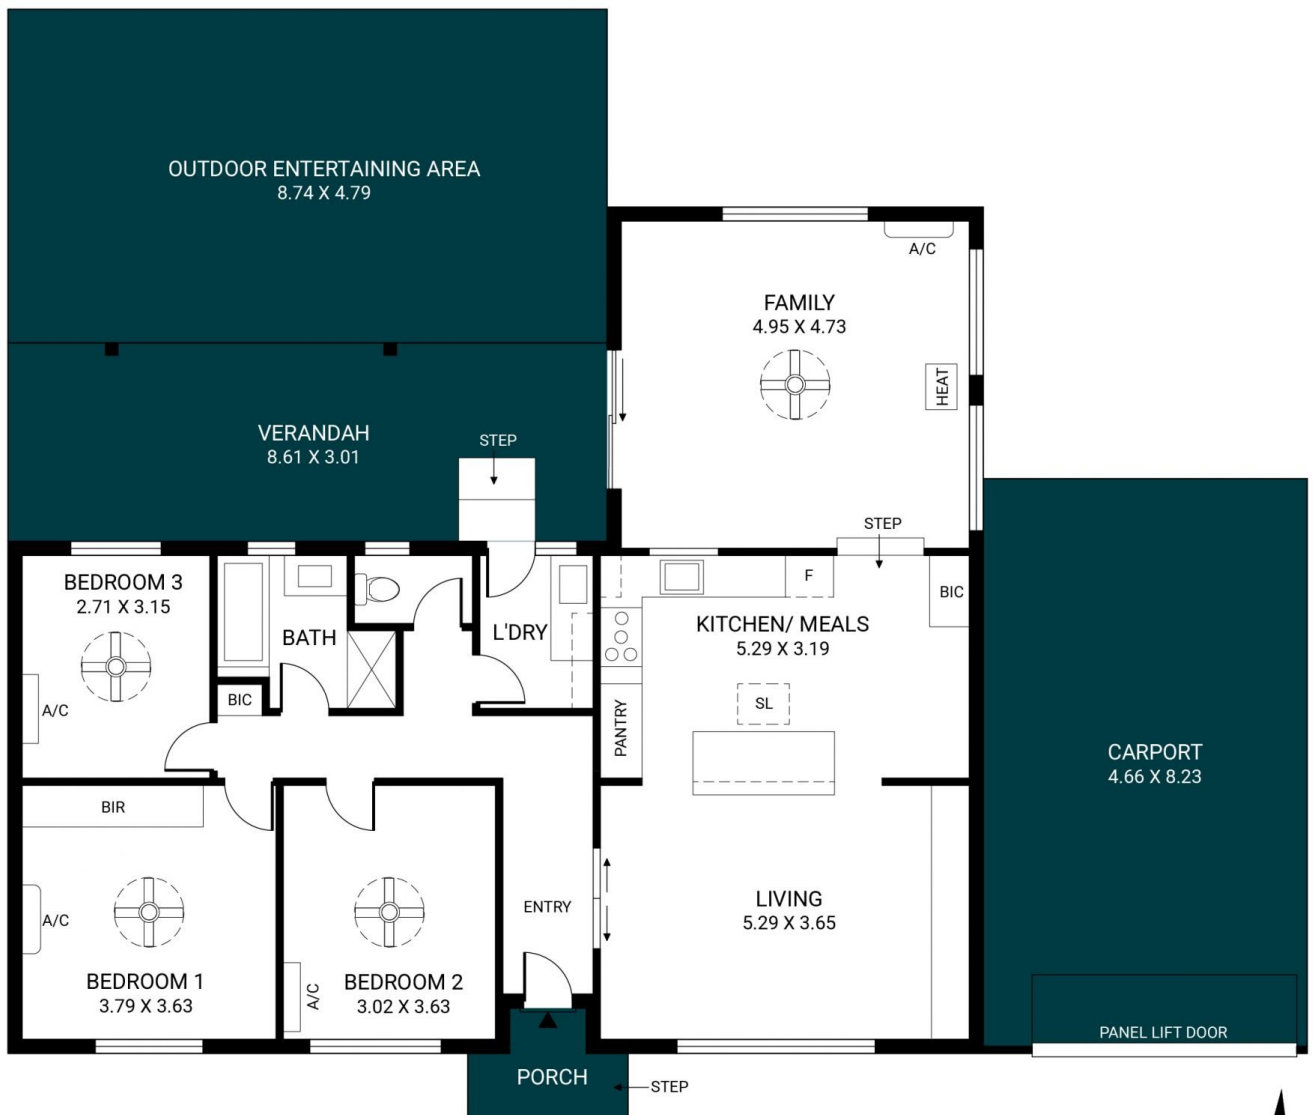 OUTDOOR ENTERTAINING AREA
8.74 X 4.79
A/C
FAMILY
4.95 X 4.73
HEAT
VERANDAH
8.61 X 3.01
STEP
STEP
BEDROOM 3
2.71 X 3.15
A/C
BATH
BIC
L'DRY
F
BIC
KITCHEN/ MEALS
5.29 X 3.19
SL
PANTRY
CARPORT
4.66 X 8.23
BIR
A/C
BEDROOM 1
3.79 X 3.63
A/C
BEDROOM 2
3.02 X 3.63
ENTRY
LIVING
5.29 X 3.65
PANEL LIFT DOOR
PORCH
STEP